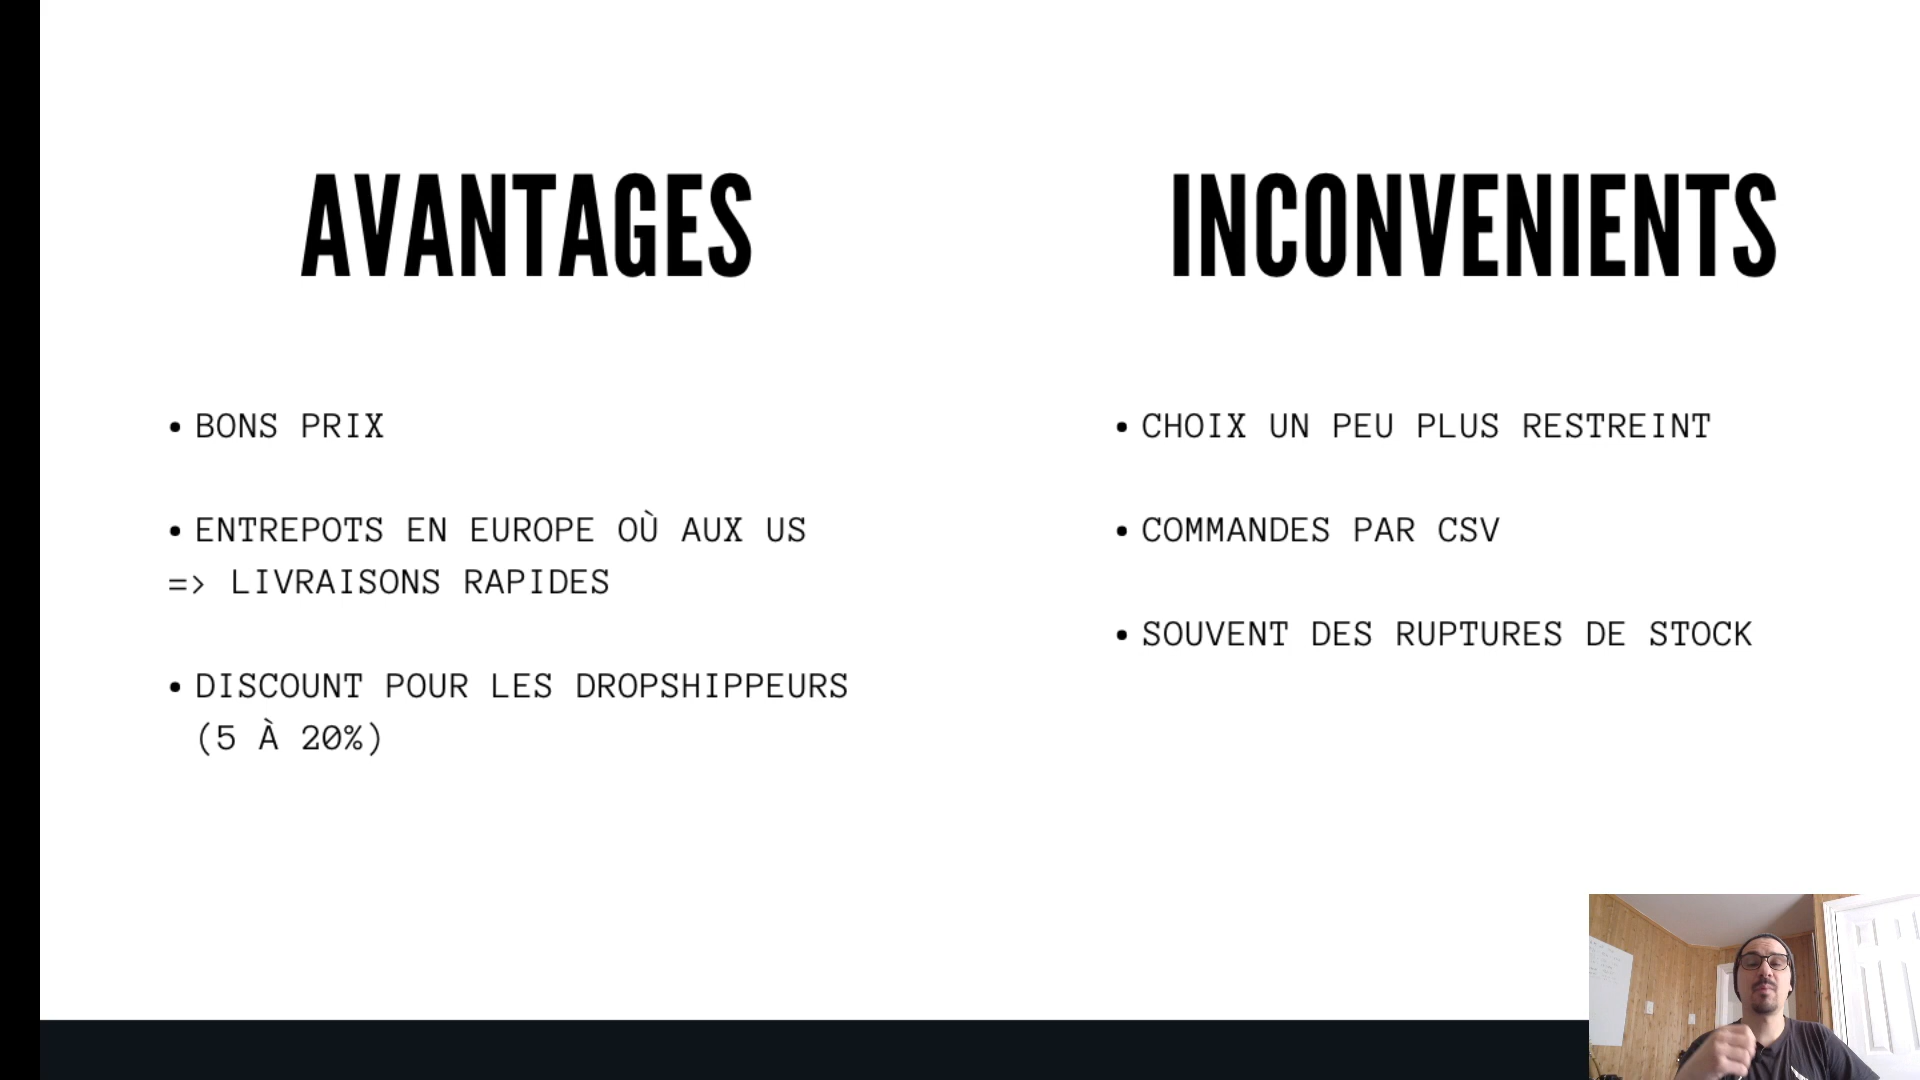 AVANTAGES
• BONS PRIX
• ENTREPOTS EN EUROPE OÙ AUX US
=> LIVRAISONS RAPIDES
• DISCOUNT POUR LES DROPSHIPPEURS
(5 À 20%)
INCONVENIENTS
• CHOIX UN PEU PLUS RESTREINT
• COMMANDES PAR CSV
• SOUVENT DES RUPTURES DE STOCK